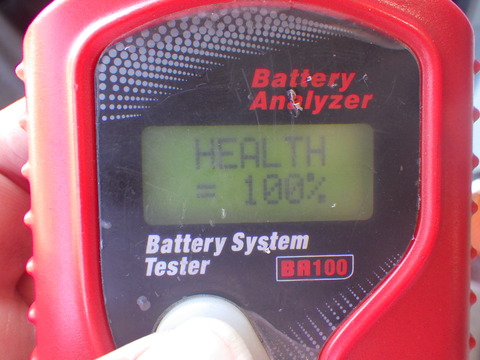 Battery
Analyzer
HEALTH
= 100%
Battery System
Tester
BR100